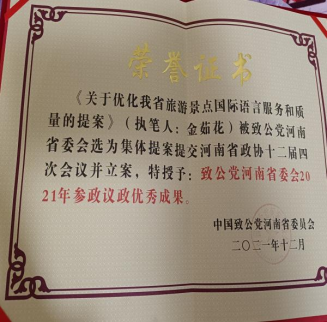 荣誉证书
《关于优化我省旅游景点国际语言服务和质
量的提案》（执笔人：金茹花）被致公党河南
省委会选为集体提案提交河南省政协十二届四
次会议并立案，特授予：致公党河南省委会20
21年参政议政优秀成果。
中国致公党河南省委员会
二〇二一年十二月